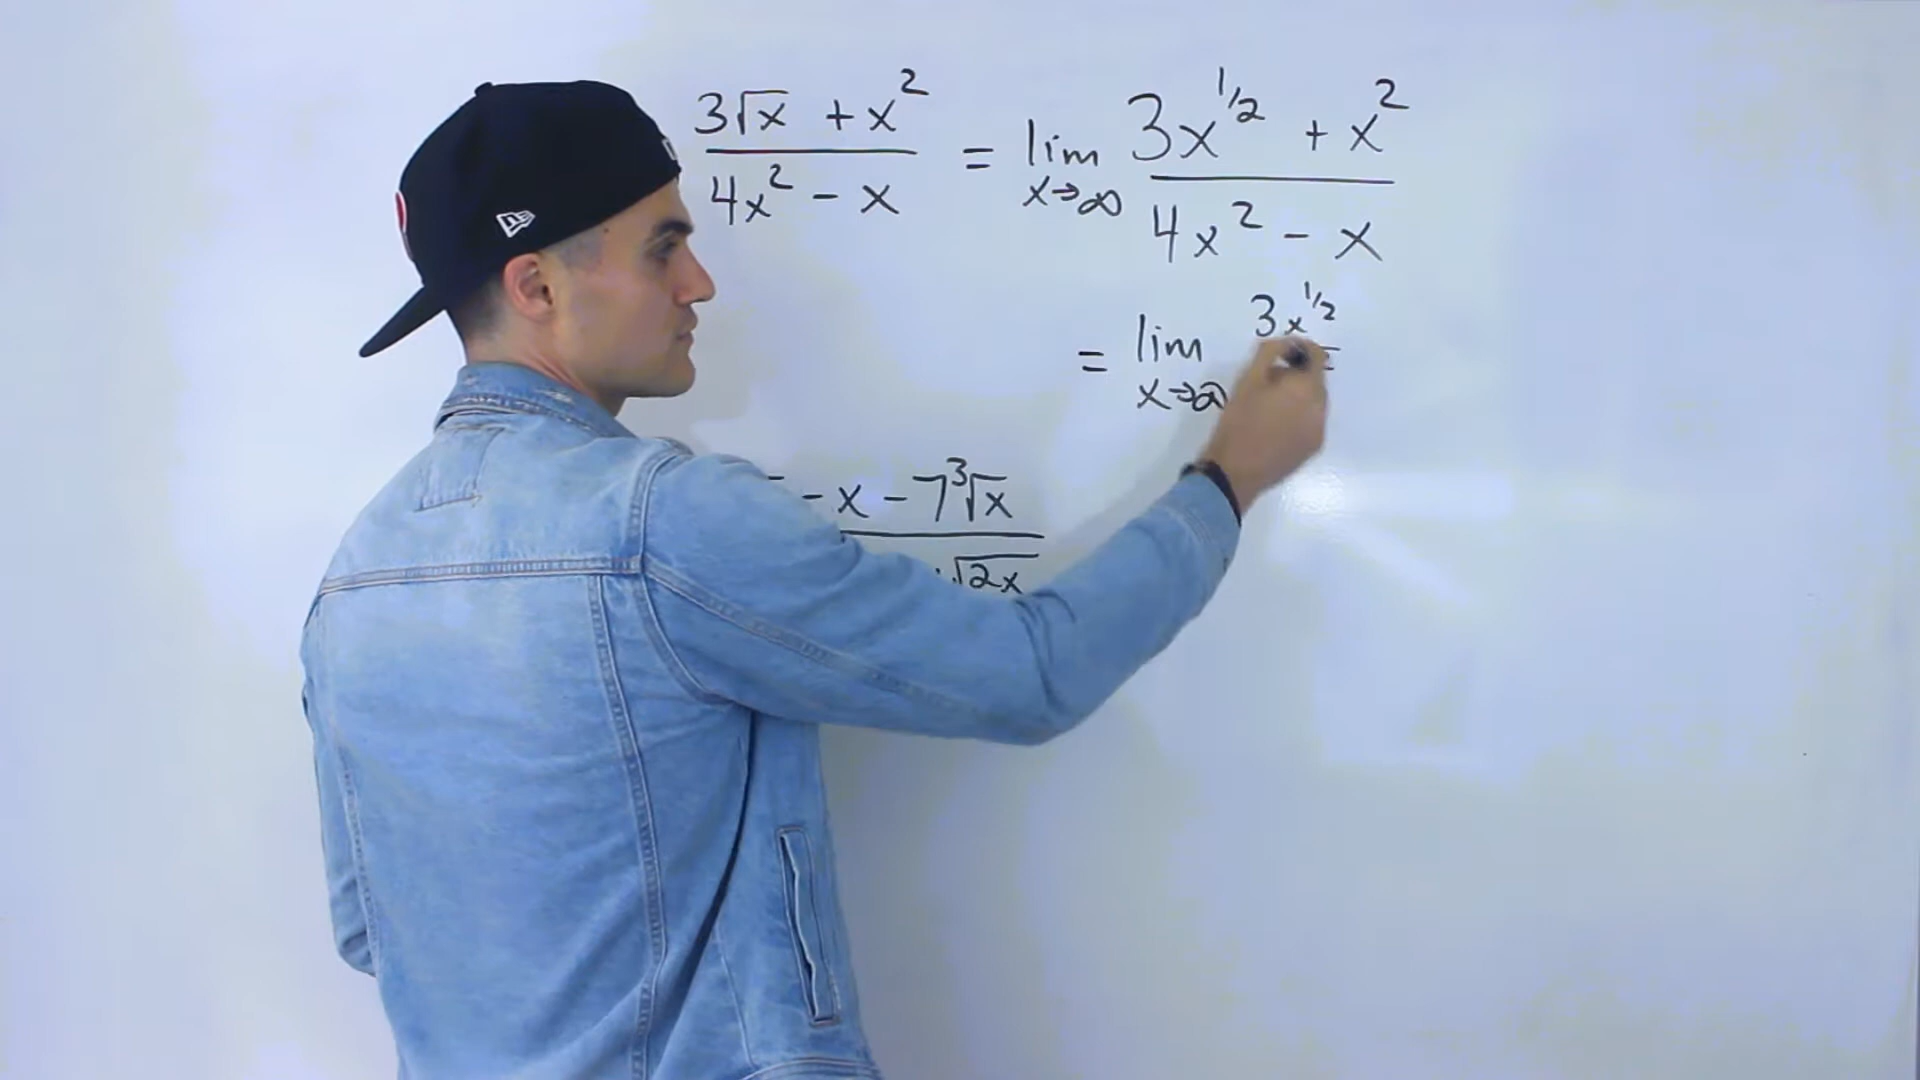 3√x + x² / 4x² - x = lim x→∞ 3x^1/2 + x² / 4x² - x
= lim x→∞ 3x^1/2
- x - 7³√x
√2x